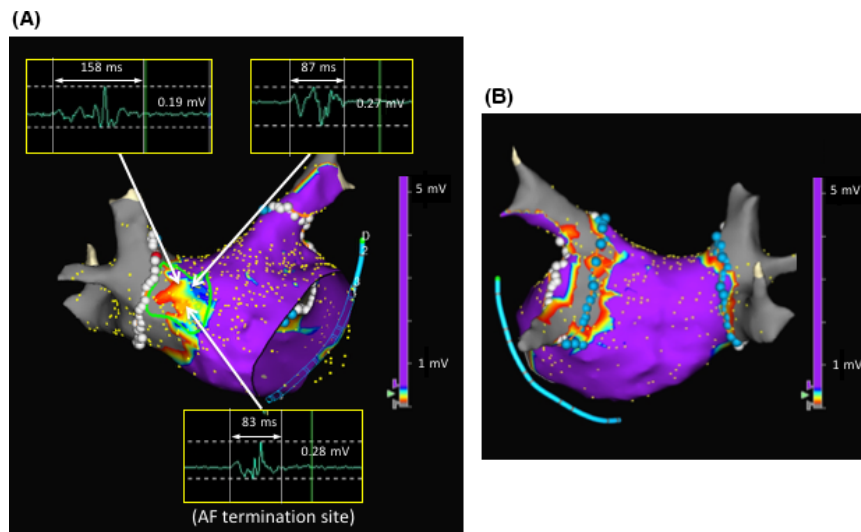 (A)
158 ms
0.19 mV
87 ms
0.27 mV
(B)
5 mV
1 mV
5 mV
1 mV
D
2
83 ms
0.28 mV
(AF termination site)